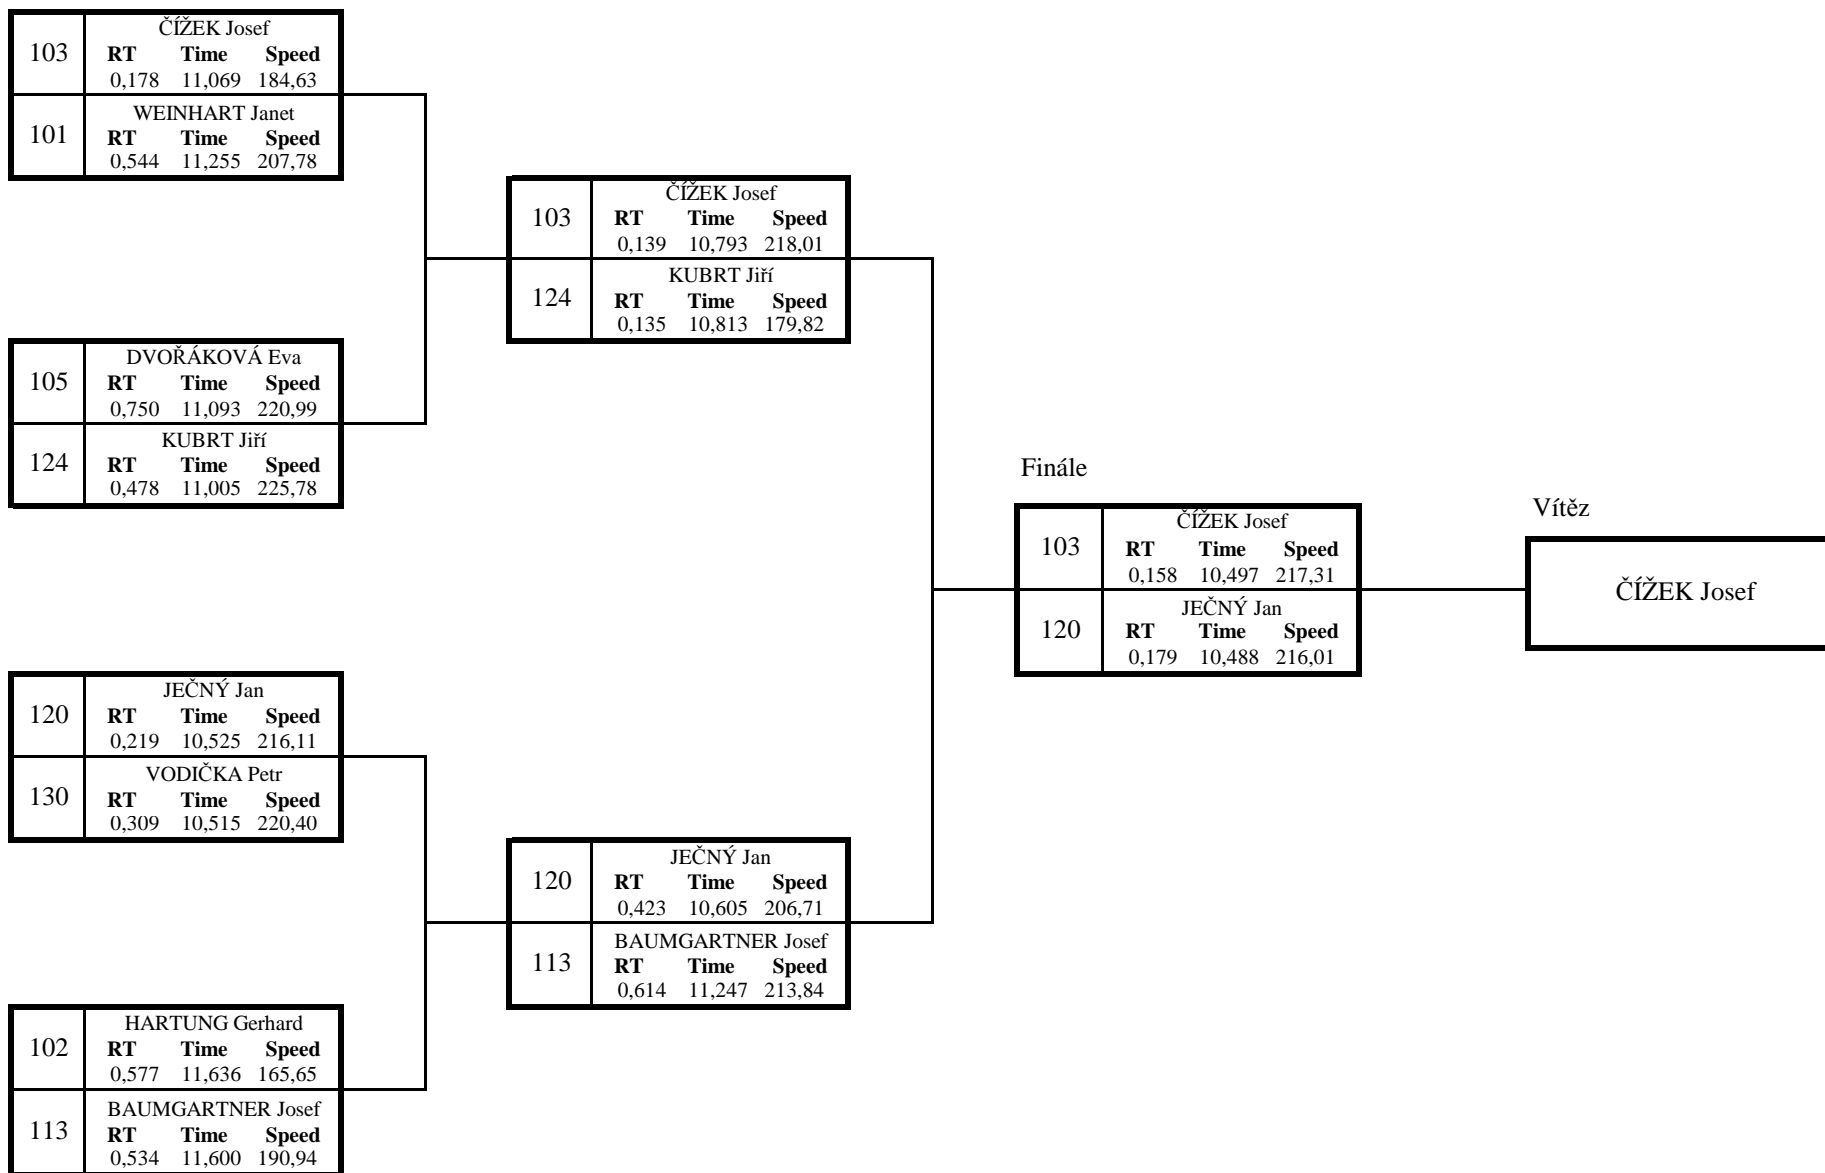 ČÍŽEK Josef
103
RT Time Speed
0,178 11,069 184,63
WEINHART Janet
101
RT Time Speed
0,544 11,255 207,78
DVOŘÁKOVÁ Eva
105
RT Time Speed
0,750 11,093 220,99
KUBRT Jiří
124
RT Time Speed
0,478 11,005 225,78
JEČNÝ Jan
120
RT Time Speed
0,219 10,525 216,11
VODIČKA Petr
130
RT Time Speed
0,309 10,515 220,40
HARTUNG Gerhard
102
RT Time Speed
0,577 11,636 165,65
BAUMGARTNER Josef
113
RT Time Speed
0,534 11,600 190,94
ČÍŽEK Josef
103
RT Time Speed
0,139 10,793 218,01
KUBRT Jiří
124
RT Time Speed
0,135 10,813 179,82
JEČNÝ Jan
120
RT Time Speed
0,423 10,605 206,71
BAUMGARTNER Josef
113
RT Time Speed
0,614 11,247 213,84
Finále
ČÍŽEK Josef
103
RT Time Speed
0,158 10,497 217,31
JEČNÝ Jan
120
RT Time Speed
0,179 10,488 216,01
Vítěz
ČÍŽEK Josef